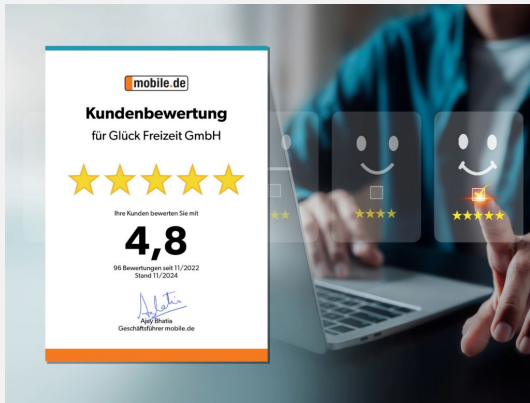 mobile.de
Kundenbewertung
für Glück Freizeit GmbH
Ihre Kunden bewerten Sie mit
4,8
96 Bewertungen seit 11/2022
Stand 11/2024
Ajay Bhatia
Geschäftsführer mobile.de